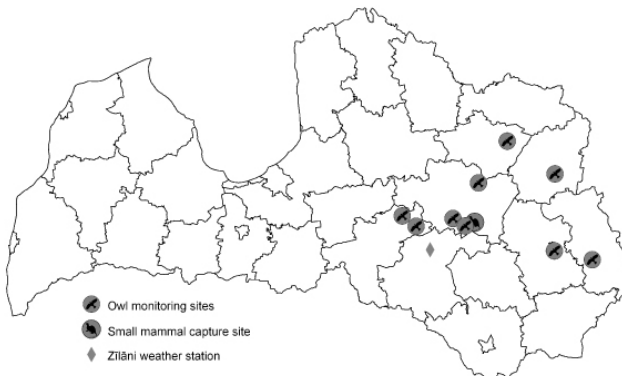 Owl monitoring sites
Small mammal capture site
Zīlāni weather station